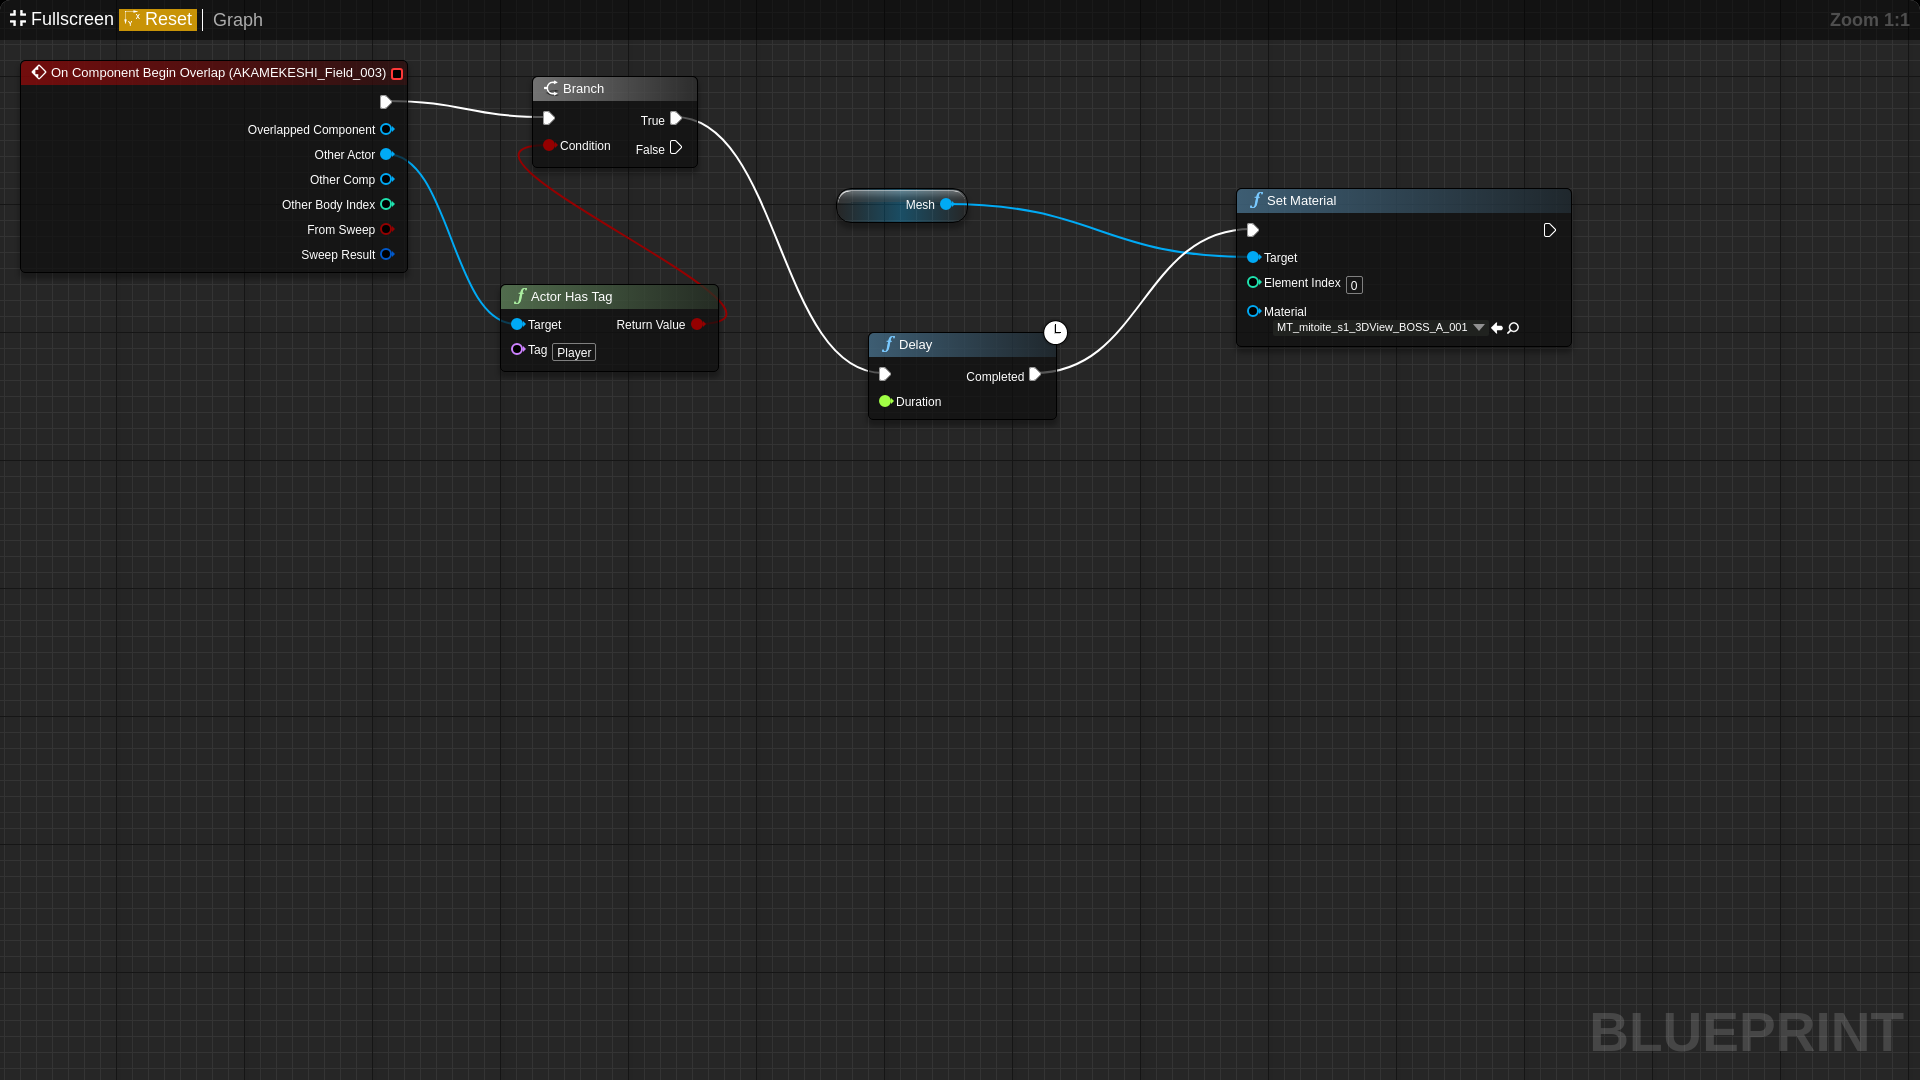 Fullscreen Reset Graph
Zoom 1:1
On Component Begin Overlap (AKAMEKESHI_Field_003)
Overlapped Component
Other Actor
Other Comp
Other Body Index
From Sweep
Sweep Result
Branch
True
Condition
False
Actor Has Tag
Target
Return Value
Tag
Player
Mesh
Delay
Completed
Duration
Set Material
Target
Element Index
0
Material
MT_mitoite_s1_3DView_BOSS_A_001
BLUEPRINT